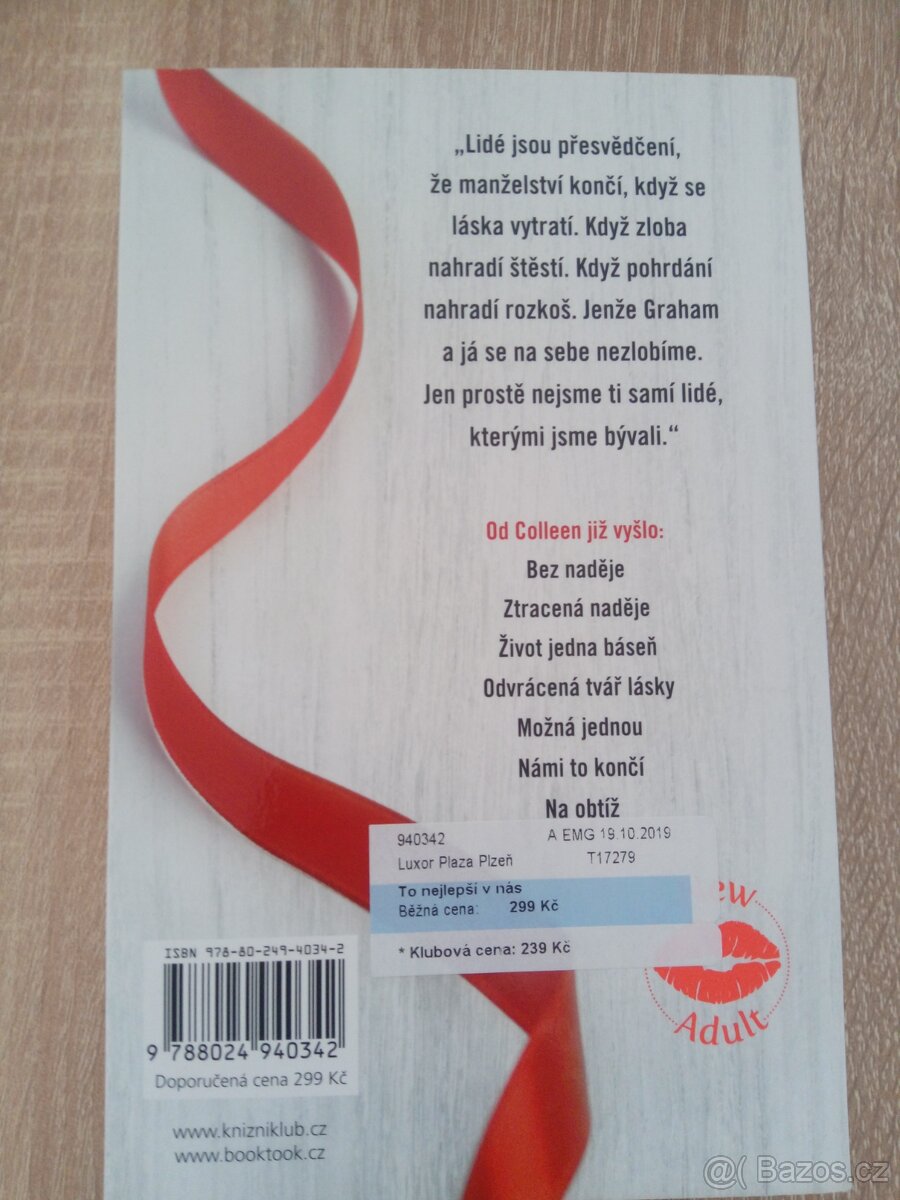 „Lidé jsou přesvědčení,
že manželství končí, když se
láska vytratí. Když zloba
nahradí štěstí. Když pohrdání
nahradí rozkoš. Jenže Graham
a já se na sebe nezlobíme.
Jen prostě nejsme ti samí lidé,
kterými jsme bývali.“
Od Colleen již vyšlo:
Bez naděje
Ztracená naděje
Život jedna báseň
Odvrácená tvář lásky
Možná jednou
Námi to končí
Na obtíž
940342 A EMG 19.10.2019
Luxor Plaza Plzeň T17279
To nejlepší v nás
Běžná cena: 299 Kč
* Klubová cena: 239 Kč
ew
Adult
ISBN 978-80-249-4034-2
9 788024 940342
Doporučená cena 299 Kč
www.knizniklub.cz
www.booktook.cz
@( Bazos.cz